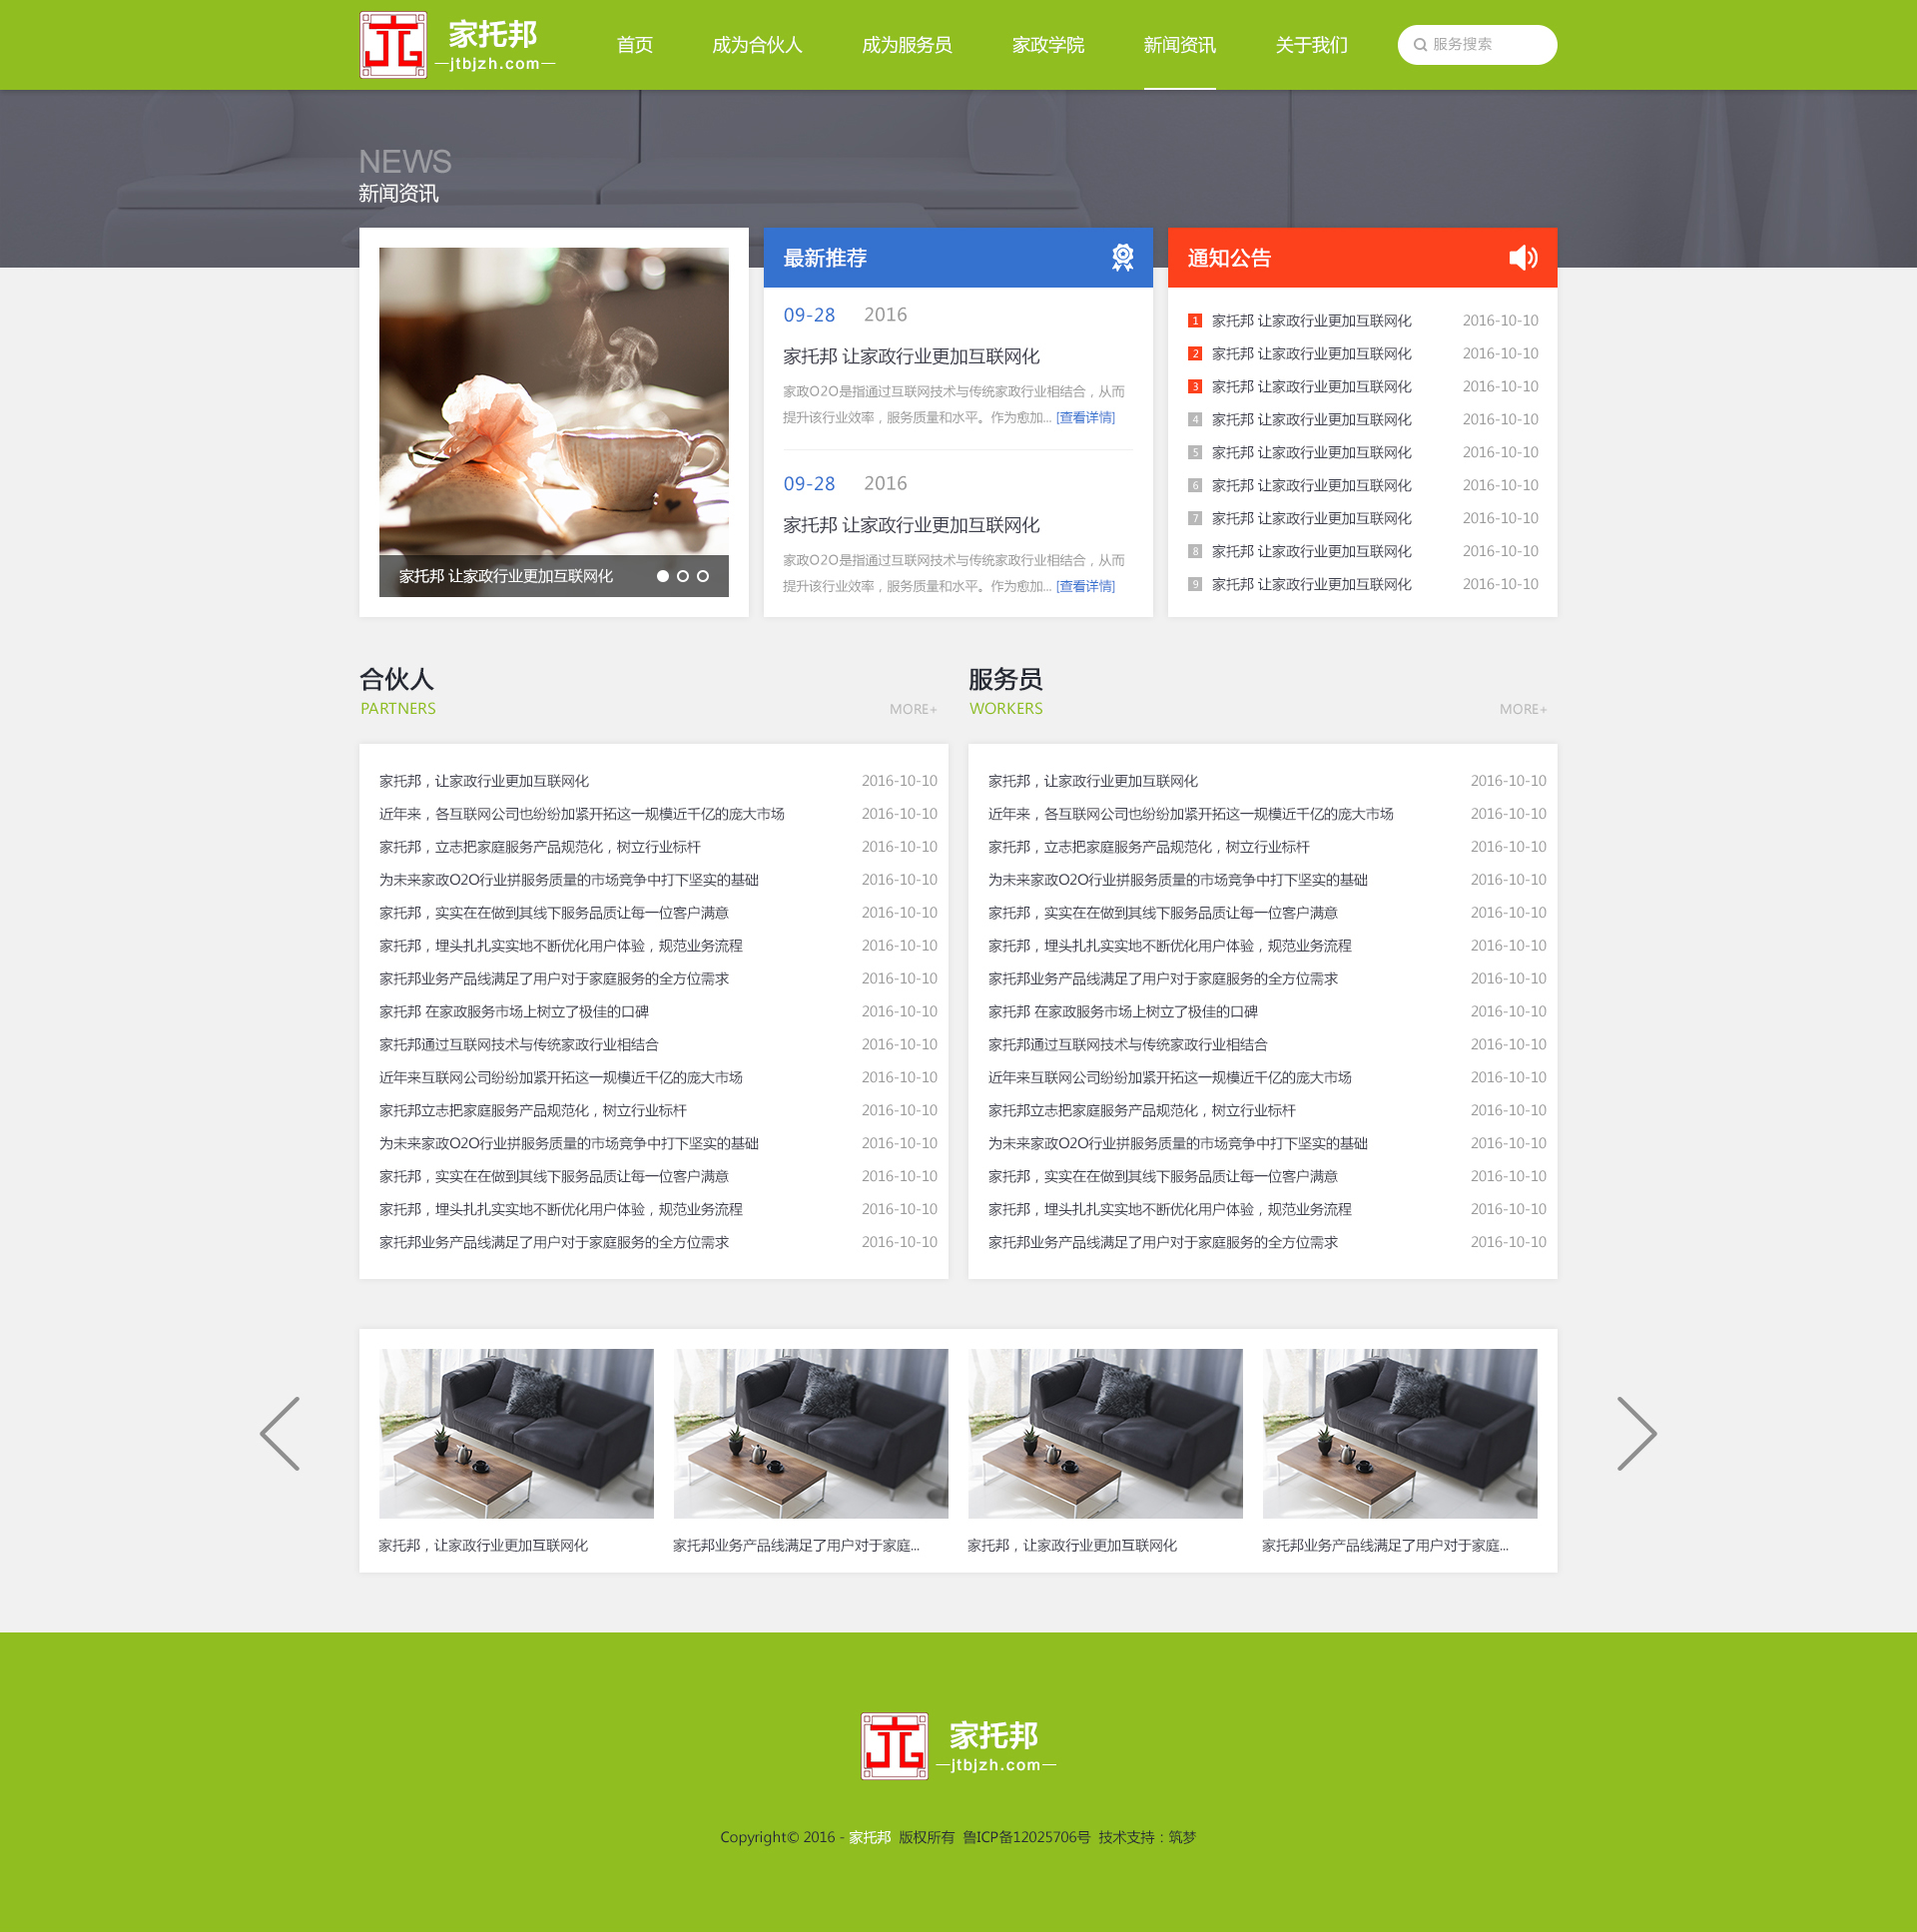 家托邦
jtbjzh.com
首页 成为合伙人 成为服务员 家政学院 新闻资讯 关于我们 服务搜索
NEWS
新闻资讯
家托邦 让家政行业更加互联网化
最新推荐
09-28 2016
家托邦 让家政行业更加互联网化
家政O2O是指通过互联网技术与传统家政行业相结合，从而
提升该行业效率，服务质量和水平。作为愈加... [查看详情]
09-28 2016
家托邦 让家政行业更加互联网化
家政O2O是指通过互联网技术与传统家政行业相结合，从而
提升该行业效率，服务质量和水平。作为愈加... [查看详情]
通知公告
1 家托邦 让家政行业更加互联网化 2016-10-10
2 家托邦 让家政行业更加互联网化 2016-10-10
3 家托邦 让家政行业更加互联网化 2016-10-10
4 家托邦 让家政行业更加互联网化 2016-10-10
5 家托邦 让家政行业更加互联网化 2016-10-10
6 家托邦 让家政行业更加互联网化 2016-10-10
7 家托邦 让家政行业更加互联网化 2016-10-10
8 家托邦 让家政行业更加互联网化 2016-10-10
9 家托邦 让家政行业更加互联网化 2016-10-10
合伙人
PARTNERS MORE+
家托邦，让家政行业更加互联网化 2016-10-10
近年来，各互联网公司也纷纷加紧开拓这一规模近千亿的庞大市场 2016-10-10
家托邦，立志把家庭服务产品规范化，树立行业标杆 2016-10-10
为未来家政O2O行业拼服务质量的市场竞争中打下坚实的基础 2016-10-10
家托邦，实实在在做到其线下服务品质让每一位客户满意 2016-10-10
家托邦，埋头扎扎实实地不断优化用户体验，规范业务流程 2016-10-10
家托邦业务产品线满足了用户对于家庭服务的全方位需求 2016-10-10
家托邦 在家政服务市场上树立了极佳的口碑 2016-10-10
家托邦通过互联网技术与传统家政行业相结合 2016-10-10
近年来互联网公司纷纷加紧开拓这一规模近千亿的庞大市场 2016-10-10
家托邦立志把家庭服务产品规范化，树立行业标杆 2016-10-10
为未来家政O2O行业拼服务质量的市场竞争中打下坚实的基础 2016-10-10
家托邦，实实在在做到其线下服务品质让每一位客户满意 2016-10-10
家托邦，埋头扎扎实实地不断优化用户体验，规范业务流程 2016-10-10
家托邦业务产品线满足了用户对于家庭服务的全方位需求 2016-10-10
服务员
WORKERS MORE+
家托邦，让家政行业更加互联网化 2016-10-10
近年来，各互联网公司也纷纷加紧开拓这一规模近千亿的庞大市场 2016-10-10
家托邦，立志把家庭服务产品规范化，树立行业标杆 2016-10-10
为未来家政O2O行业拼服务质量的市场竞争中打下坚实的基础 2016-10-10
家托邦，实实在在做到其线下服务品质让每一位客户满意 2016-10-10
家托邦，埋头扎扎实实地不断优化用户体验，规范业务流程 2016-10-10
家托邦业务产品线满足了用户对于家庭服务的全方位需求 2016-10-10
家托邦 在家政服务市场上树立了极佳的口碑 2016-10-10
家托邦通过互联网技术与传统家政行业相结合 2016-10-10
近年来互联网公司纷纷加紧开拓这一规模近千亿的庞大市场 2016-10-10
家托邦立志把家庭服务产品规范化，树立行业标杆 2016-10-10
为未来家政O2O行业拼服务质量的市场竞争中打下坚实的基础 2016-10-10
家托邦，实实在在做到其线下服务品质让每一位客户满意 2016-10-10
家托邦，埋头扎扎实实地不断优化用户体验，规范业务流程 2016-10-10
家托邦业务产品线满足了用户对于家庭服务的全方位需求 2016-10-10
家托邦，让家政行业更加互联网化
家托邦业务产品线满足了用户对于家庭...
家托邦，让家政行业更加互联网化
家托邦业务产品线满足了用户对于家庭...
家托邦
jtbjzh.com
Copyright© 2016 - 家托邦 版权所有 鲁ICP备12025706号 技术支持：筑梦